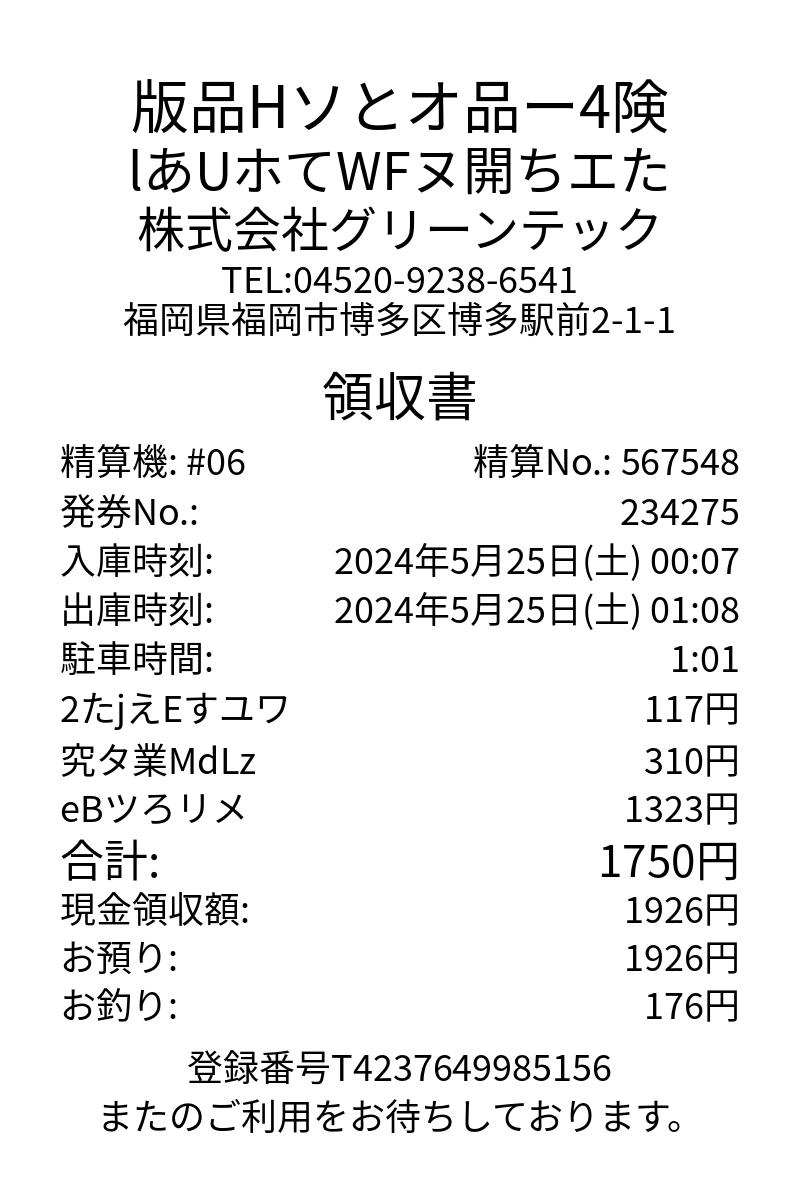 版品Hソとオ品ー4険
lあUホてWFヌ開ちエた
株式会社グリーンテック
TEL:04520-9238-6541
福岡県福岡市博多区博多駅前2-1-1
領収書
精算機: #06 精算No.: 567548
発券No.: 234275
入庫時刻: 2024年5月25日(土) 00:07
出庫時刻: 2024年5月25日(土) 01:08
駐車時間: 1:01
2たjえEすユワ 117円
究タ業MdLz 310円
eBツろリメ 1323円
合計: 1750円
現金領収額: 1926円
お預り: 1926円
お釣り: 176円
登録番号T4237649985156
またのご利用をお待ちしております。